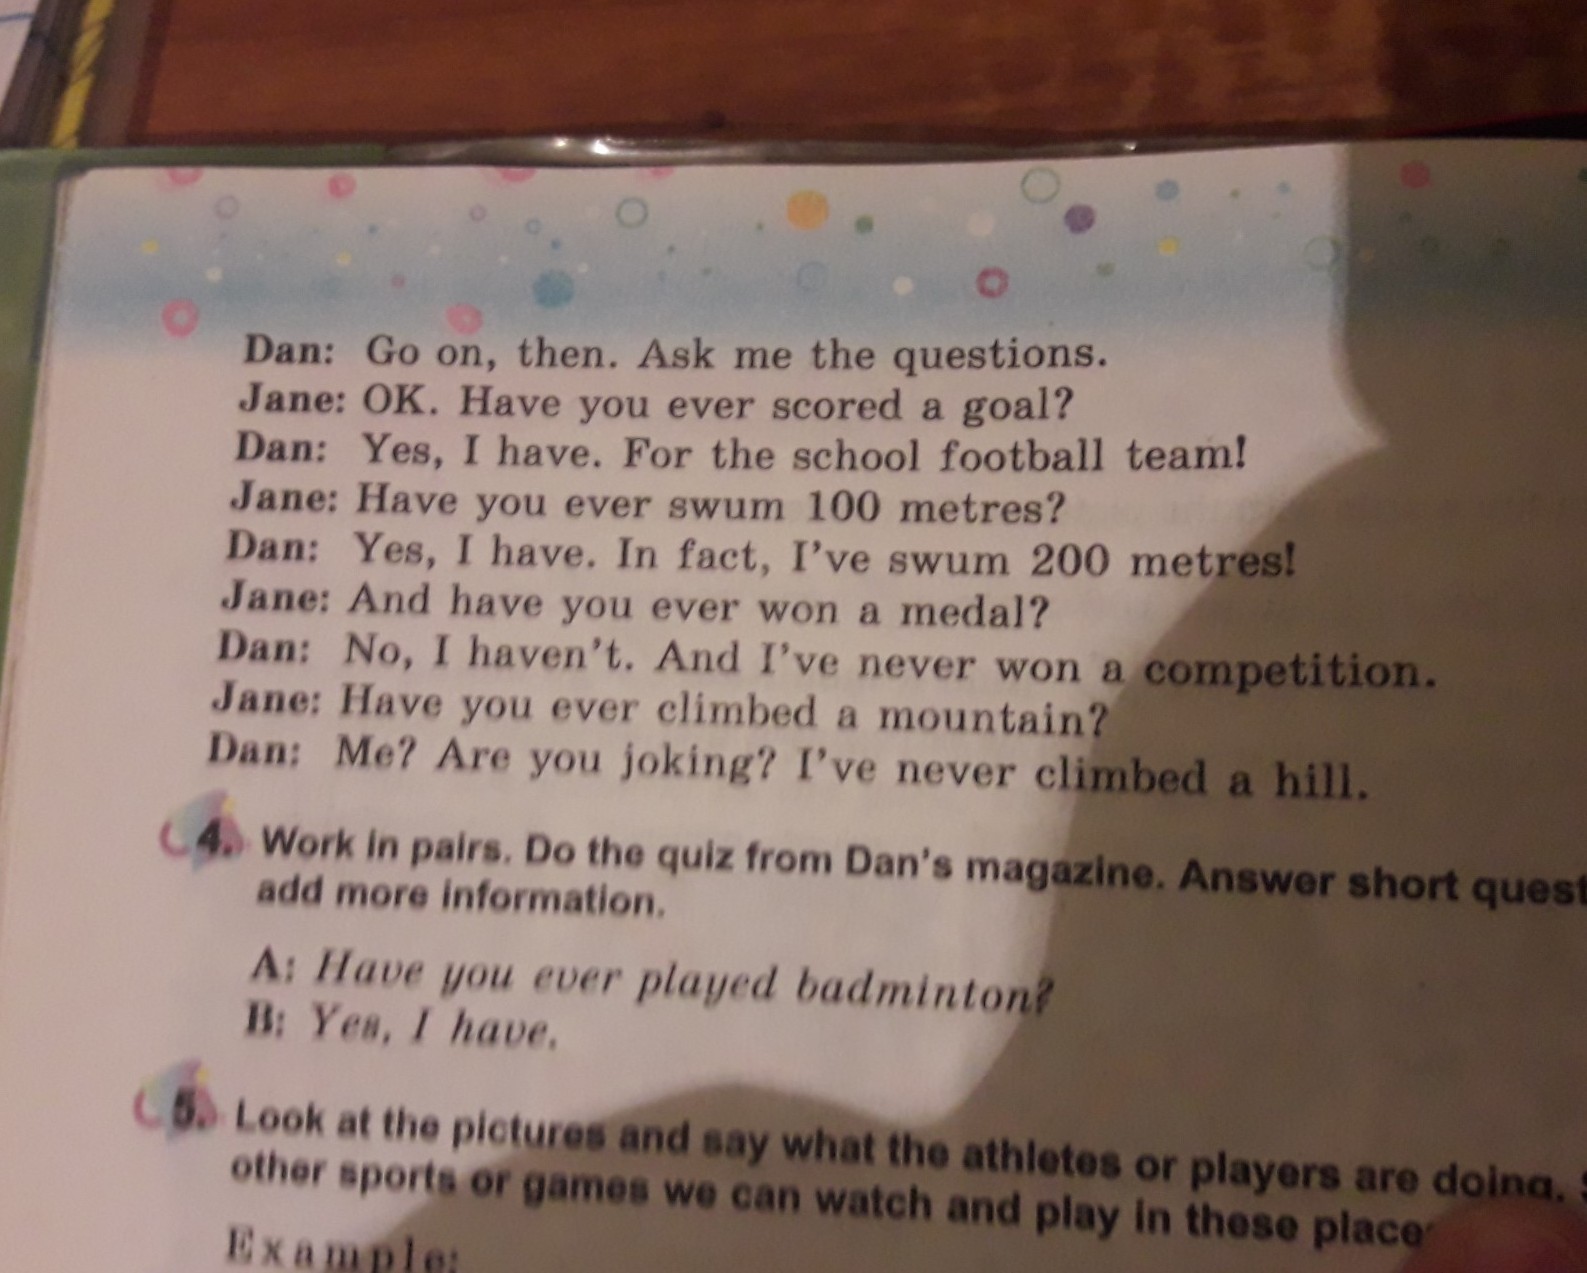 Dan: Go on, then. Ask me the questions.
Jane: OK. Have you ever scored a goal?
Dan: Yes, I have. For the school football team!
Jane: Have you ever swum 100 metres?
Dan: Yes, I have. In fact, I've swum 200 metres!
Jane: And have you ever won a medal?
Dan: No, I haven't. And I've never won a competition.
Jane: Have you ever climbed a mountain?
Dan: Me? Are you joking? I've never climbed a hill.
4. Work in pairs. Do the quiz from Dan's magazine. Answer short
add more information.
A: Have you ever played badminton?
B: Yes, I have.
5. Look at the pictures and say what the athletes or players are doing.
other sports or games we can watch and play in these
Example: